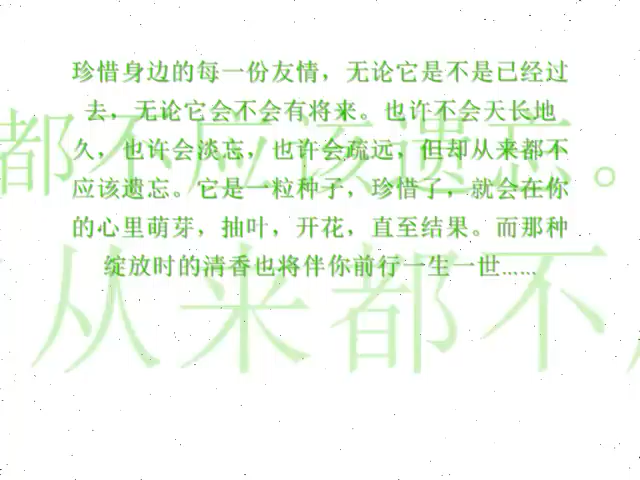 珍惜身边的每一份友情，无论它是不是已经过
去，无论它会不会有将来。也许不会天长地
久，也许会淡忘，也许会疏远，但却从来都不
应该遗忘。它是一粒种子，珍惜了，就会在你
的心里萌芽，抽叶，开花，直至结果。而那种
绽放时的清香也将伴你前行一生一世……
都不应该遗忘。
从来都不